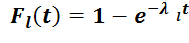 F_l(t) = 1 − e^{−λ_l t}